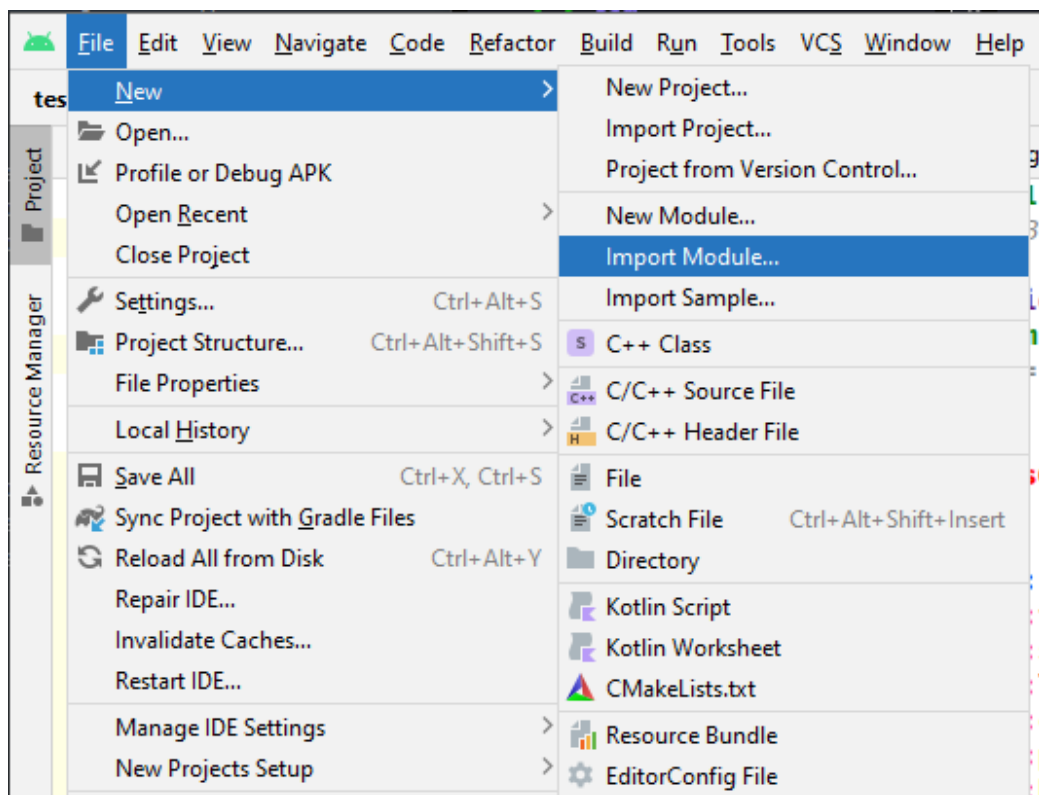 File Edit View Navigate Code Refactor Build Run Tools VCS Window Help
tes
Project
Resource Manager
New
Open...
Profile or Debug APK
Open Recent
Close Project
Settings... Ctrl+Alt+S
Project Structure... Ctrl+Alt+Shift+S
File Properties
Local History
Save All Ctrl+X, Ctrl+S
Sync Project with Gradle Files
Reload All from Disk Ctrl+Alt+Y
Repair IDE...
Invalidate Caches...
Restart IDE...
Manage IDE Settings
New Projects Setup
New Project...
Import Project...
Project from Version Control...
New Module...
Import Module...
Import Sample...
S C++ Class
C++ C/C++ Source File
H C/C++ Header File
File
Scratch File Ctrl+Alt+Shift+Insert
Directory
Kotlin Script
Kotlin Worksheet
CMakeLists.txt
Resource Bundle
EditorConfig File